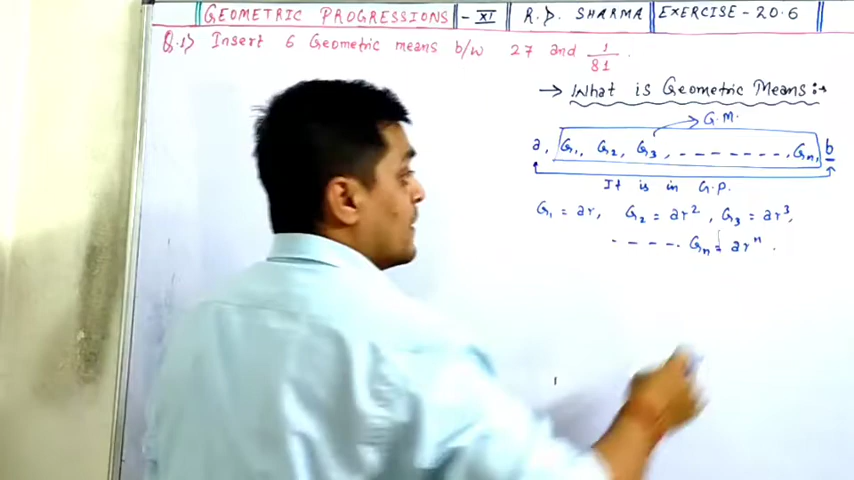 GEOMETRIC PROGRESSIONS - XI R.D. SHARMA EXERCISE - 20.6
Q.1> Insert 6 Geometric means b/w 27 and 1/81.
→ What is Geometric Means:→
G.M.
a, G₁, G₂, G₃, -------, Gₙ, b
It is in G.P.
G₁ = ar, G₂ = ar², G₃ = ar³,
---- Gₙ = arⁿ.